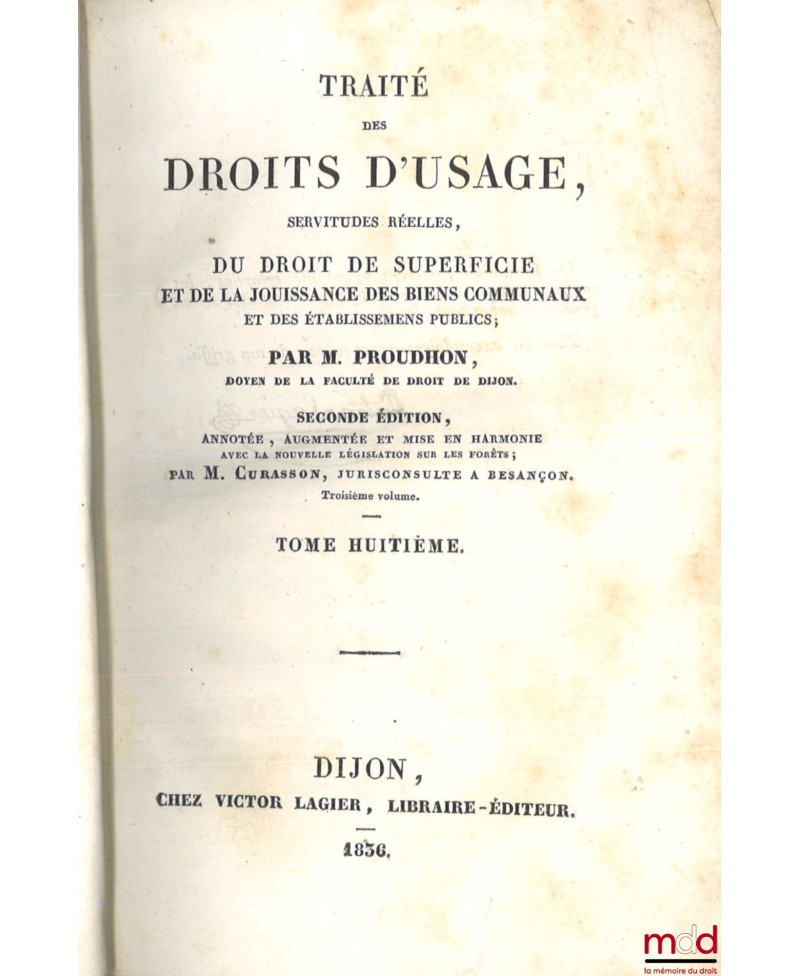 TRAITÉ
DES
DROITS D'USAGE,
SERVITUDES RÉELLES,
DU DROIT DE SUPERFICIE
ET DE LA JOUISSANCE DES BIENS COMMUNAUX
ET DES ÉTABLISSEMENS PUBLICS;
PAR M. PROUDHON,
DOYEN DE LA FACULTÉ DE DROIT DE DIJON.
SECONDE ÉDITION,
ANNOTÉE, AUGMENTÉE ET MISE EN HARMONIE
AVEC LA NOUVELLE LÉGISLATION SUR LES FORÊTS;
PAR M. CURASSON, JURISCONSULTE A BESANÇON.
Troisième volume.
TOME HUITIÈME.
DIJON,
CHEZ VICTOR LAGIER, LIBRAIRE-ÉDITEUR.
1836.
mdd
la mémoire du droit